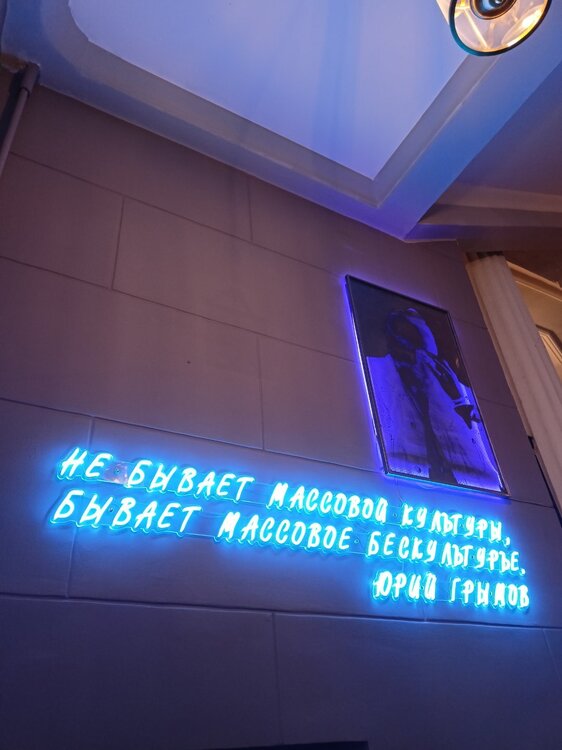 НЕ БЫВАЕТ МАССОВОЙ КУЛЬТУРЫ,
БЫВАЕТ МАССОВОЕ БЕСКУЛЬТУРЬЕ.
ЮРИЙ ГРЫМОВ